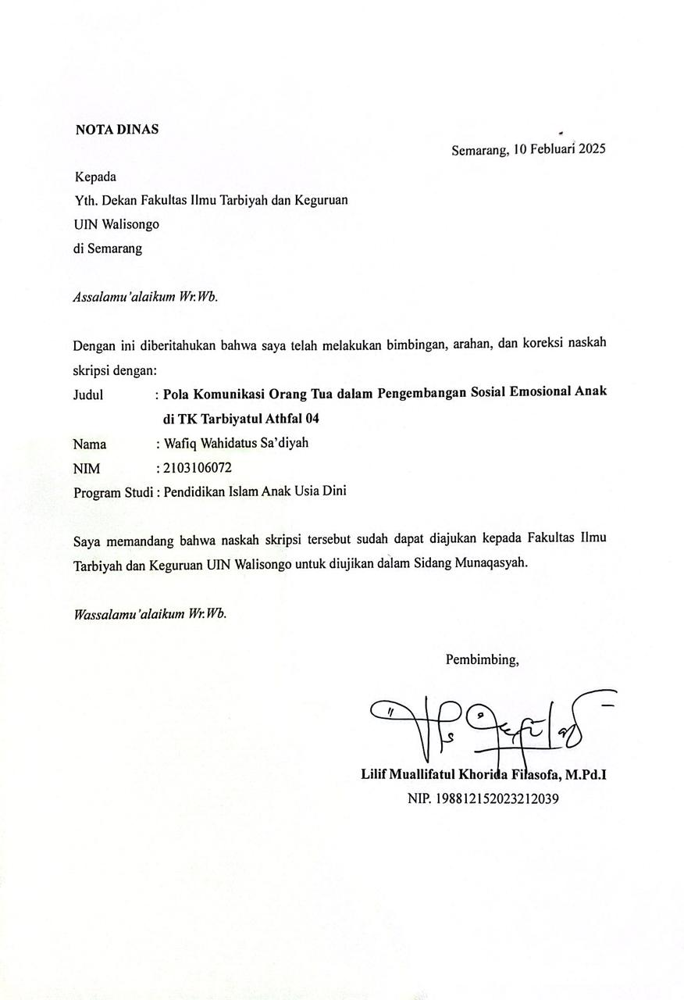 NOTA DINAS
Semarang, 10 Febluari 2025
Kepada
Yth. Dekan Fakultas Ilmu Tarbiyah dan Keguruan
UIN Walisongo
di Semarang
Assalamu'alaikum Wr.Wb.
Dengan ini diberitahukan bahwa saya telah melakukan bimbingan, arahan, dan koreksi naskah
skripsi dengan:
Judul : Pola Komunikasi Orang Tua dalam Pengembangan Sosial Emosional Anak
di TK Tarbiyatul Athfal 04
Nama : Wafiq Wahidatus Sa'diyah
NIM : 2103106072
Program Studi : Pendidikan Islam Anak Usia Dini
Saya memandang bahwa naskah skripsi tersebut sudah dapat diajukan kepada Fakultas Ilmu
Tarbiyah dan Keguruan UIN Walisongo untuk diujikan dalam Sidang Munaqasyah.
Wassalamu'alaikum Wr.Wb.
Pembimbing,
Lilif Muallifatul Khorida Filasofa, M.Pd.I
NIP. 198812152023212039